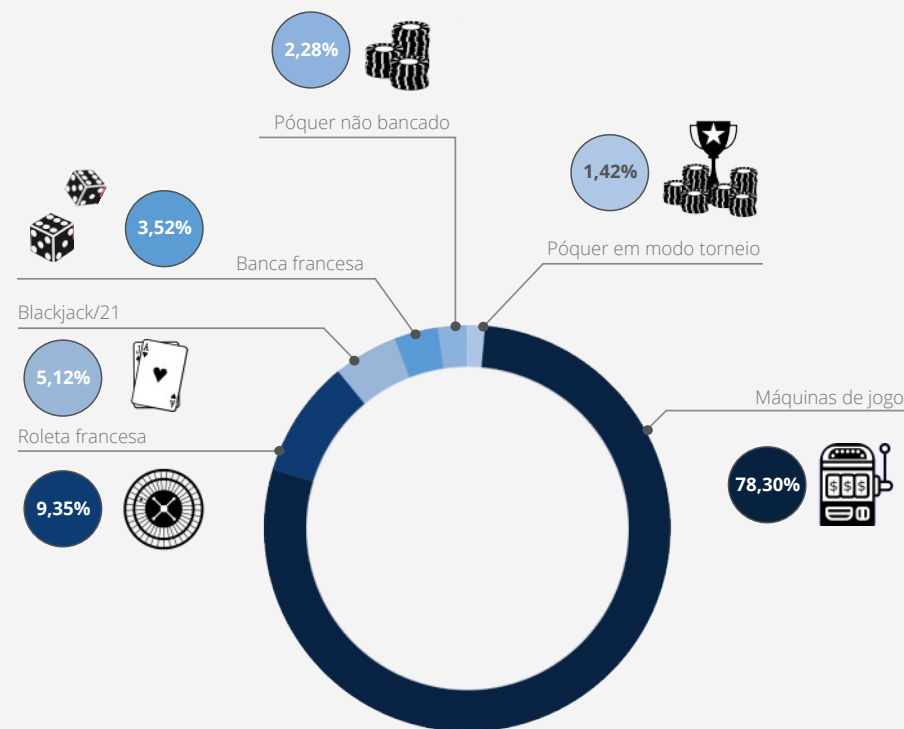 2,28%
Póquer não bancado
1,42%
Póquer em modo torneio
3,52%
Banca francesa
Blackjack/21
5,12%
Roleta francesa
9,35%
Máquinas de jogo
78,30%
$ $ $